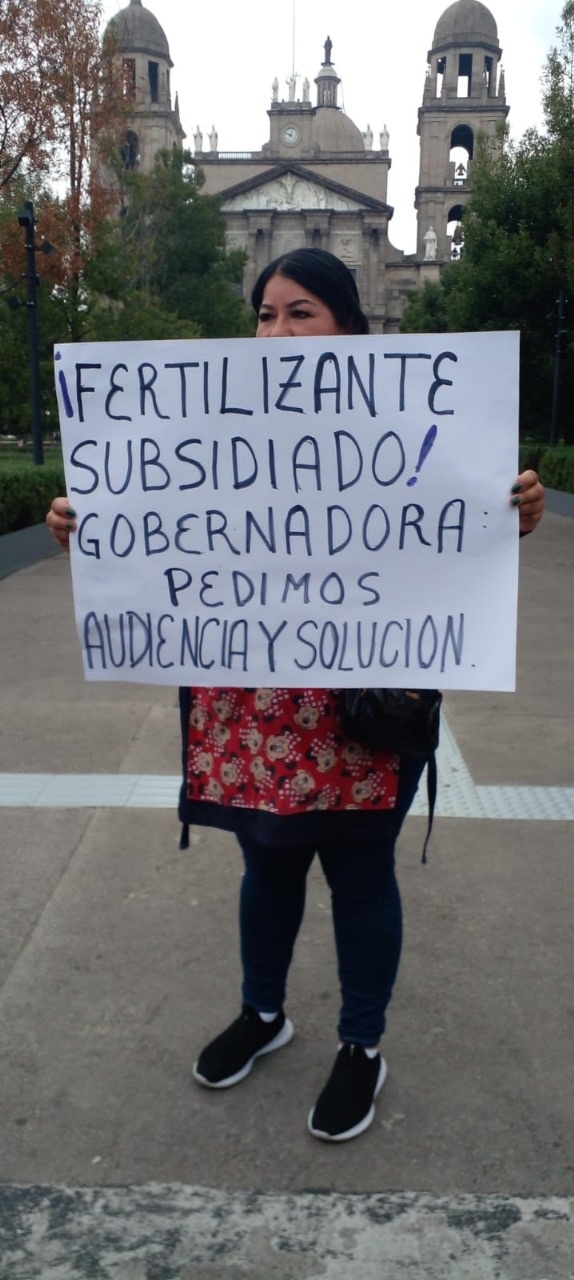 ¡FERTILIZANTE
SUBSIDIADO!
GOBERNADORA:
PEDIMOS
AUDIENCIA Y SOLUCION.